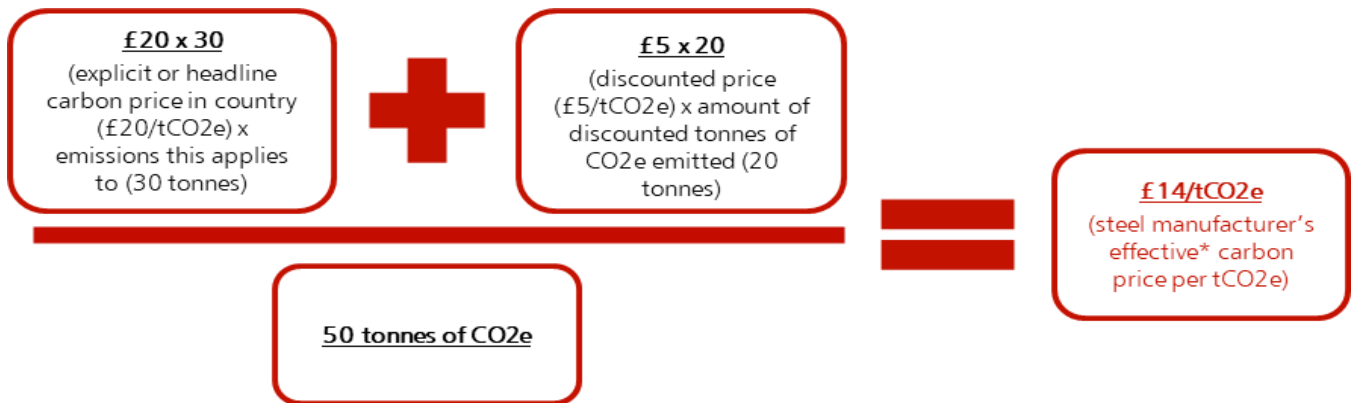 £20 x 30
(explicit or headline
carbon price in country
(£20/tCO2e) x
emissions this applies
to (30 tonnes)
£5 x 20
(discounted price
(£5/tCO2e) x amount of
discounted tonnes of
CO2e emitted (20
tonnes)
50 tonnes of CO2e
£14/tCO2e
(steel manufacturer’s
effective* carbon
price per tCO2e)